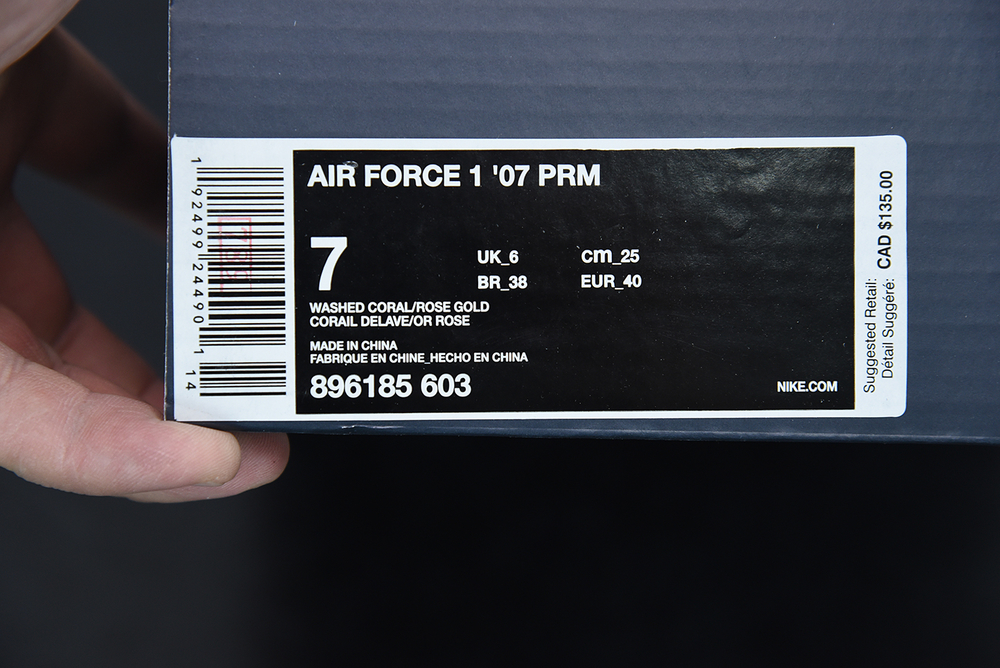 AIR FORCE 1 '07 PRM
7
UK_6
cm_25
BR_38
EUR_40
WASHED CORAL/ROSE GOLD
CORAIL DELAVE/OR ROSE
MADE IN CHINA
FABRIQUE EN CHINE_HECHO EN CHINA
896185 603
NIKE.COM
1 92499 24490 1 14
Suggested Retail:
Détail Suggéré: CAD $135.00